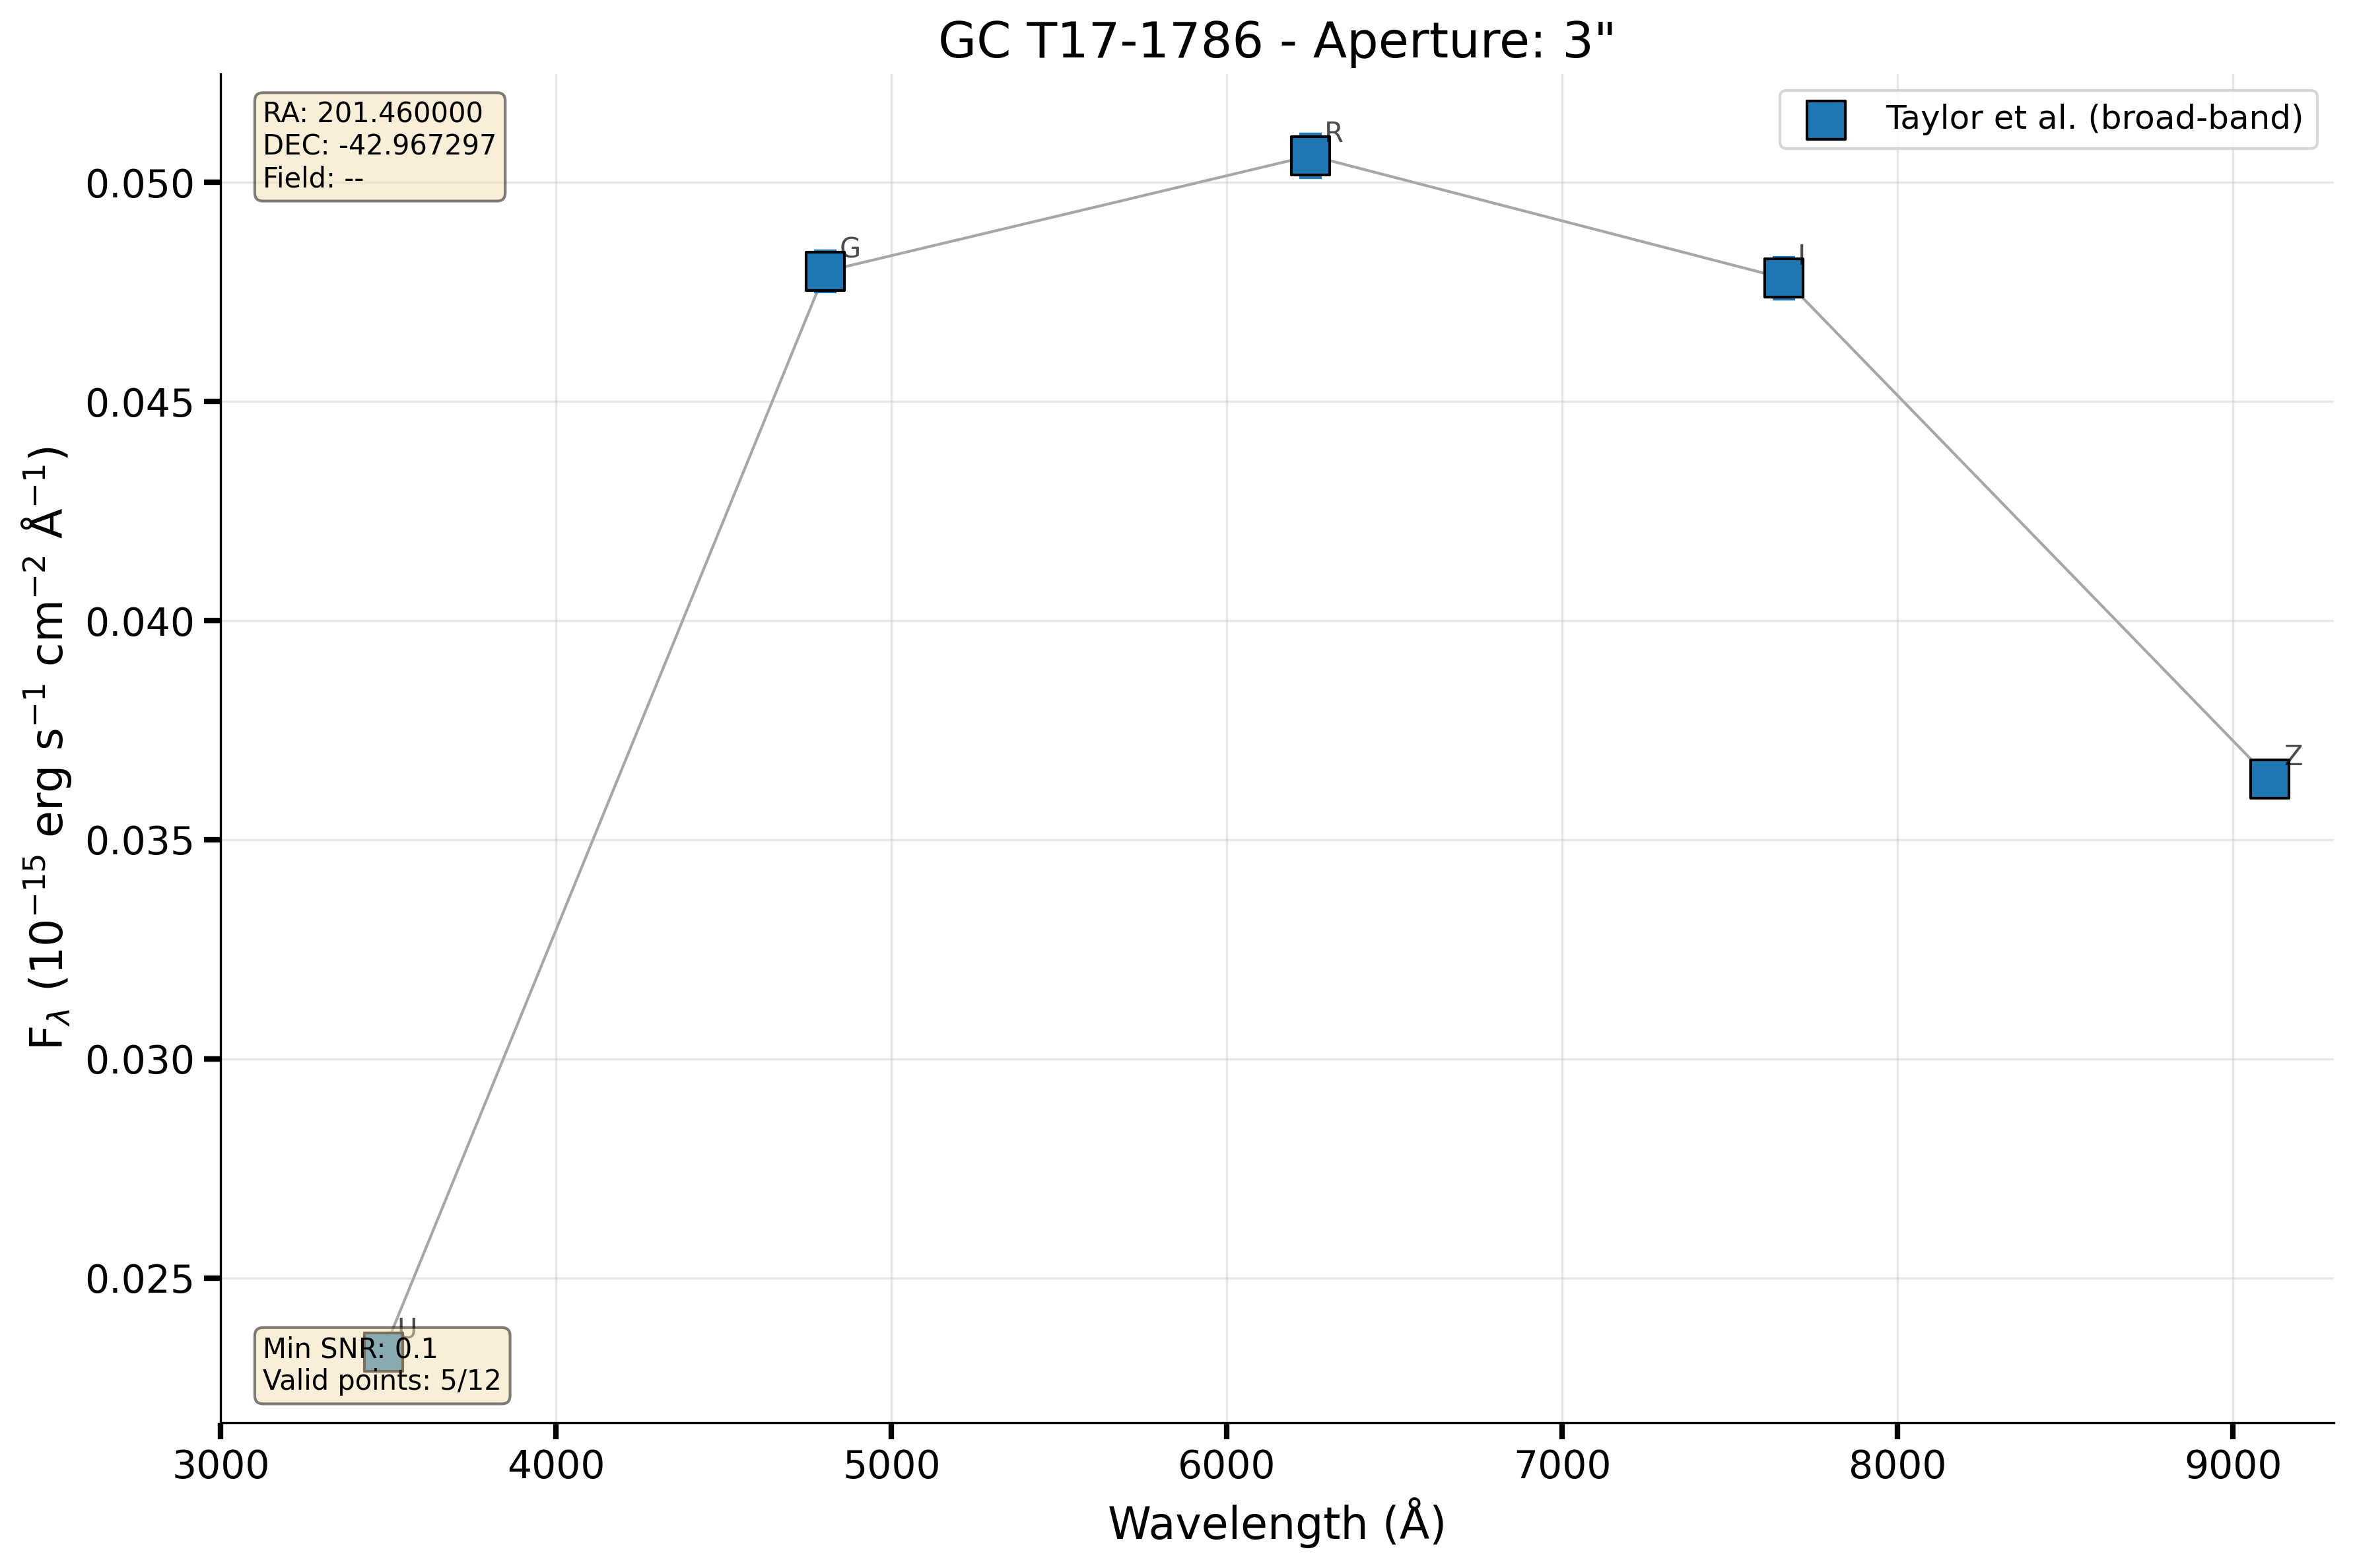 GC T17-1786 - Aperture: 3"
RA: 201.460000
DEC: -42.967297
Field: --
Taylor et al. (broad-band)
R
G
I
Z
U
Min SNR: 0.1
Valid points: 5/12
0.050
0.045
0.040
0.035
0.030
0.025
F_λ (10⁻¹⁵ erg s⁻¹ cm⁻² Å⁻¹)
3000 4000 5000 6000 7000 8000 9000
Wavelength (Å)